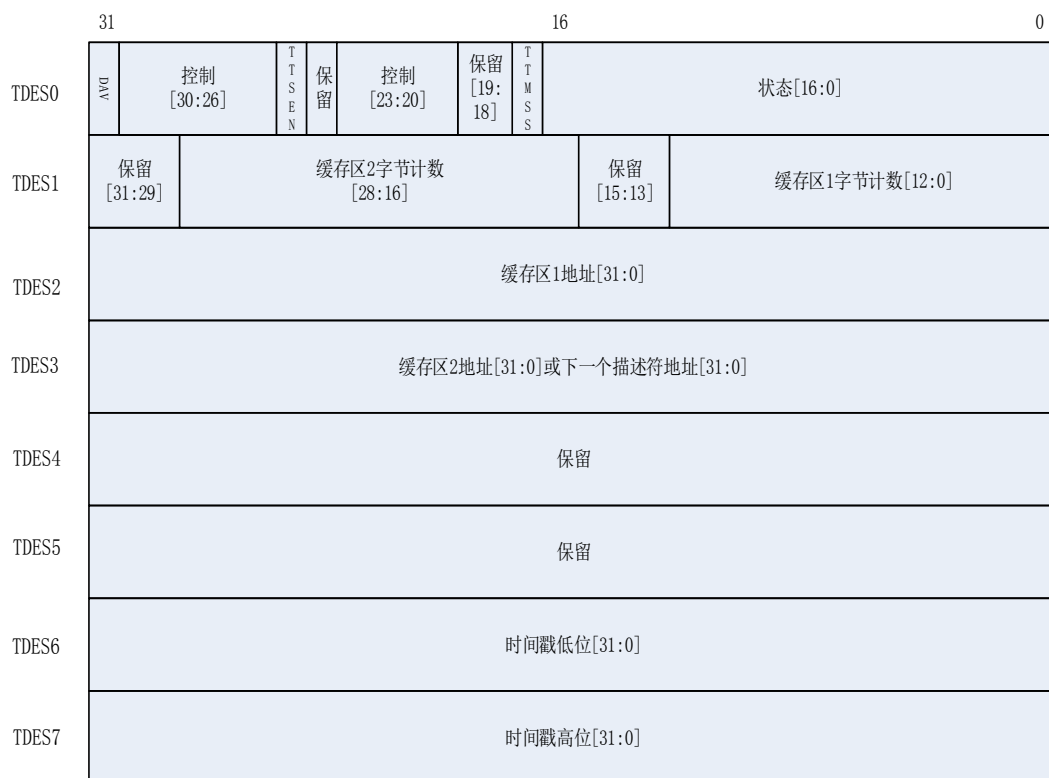 31 16 0
TDES0
DAV
控制
[30:26]
TTSEN
保留
控制
[23:20]
保留
[19:
18]
TTMSS
状态[16:0]
TDES1
保留
[31:29]
缓存区2字节计数
[28:16]
保留
[15:13]
缓存区1字节计数[12:0]
TDES2
缓存区1地址[31:0]
TDES3
缓存区2地址[31:0]或下一个描述符地址[31:0]
TDES4
保留
TDES5
保留
TDES6
时间戳低位[31:0]
TDES7
时间戳高位[31:0]